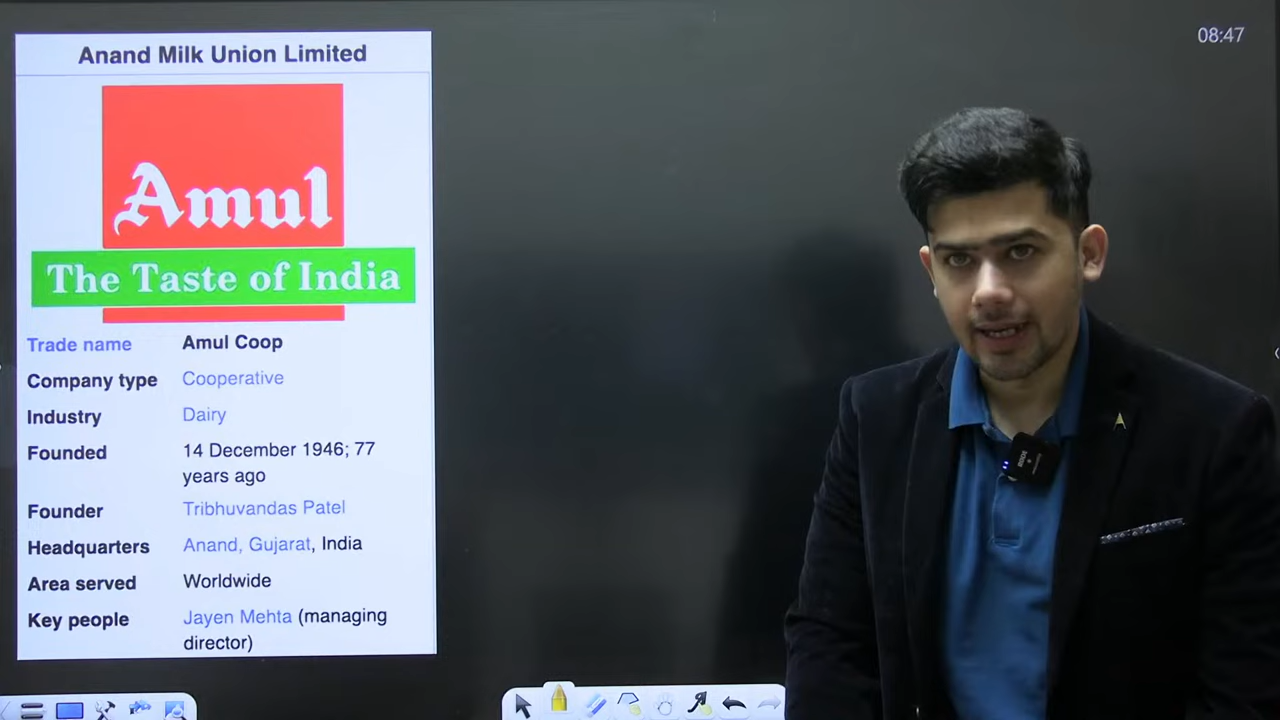 Anand Milk Union Limited
08:47
Amul
The Taste of India
Trade name Amul Coop
Company type Cooperative
Industry Dairy
Founded 14 December 1946; 77
years ago
Founder Tribhuvandas Patel
Headquarters Anand, Gujarat, India
Area served Worldwide
Key people Jayen Mehta (managing
director)